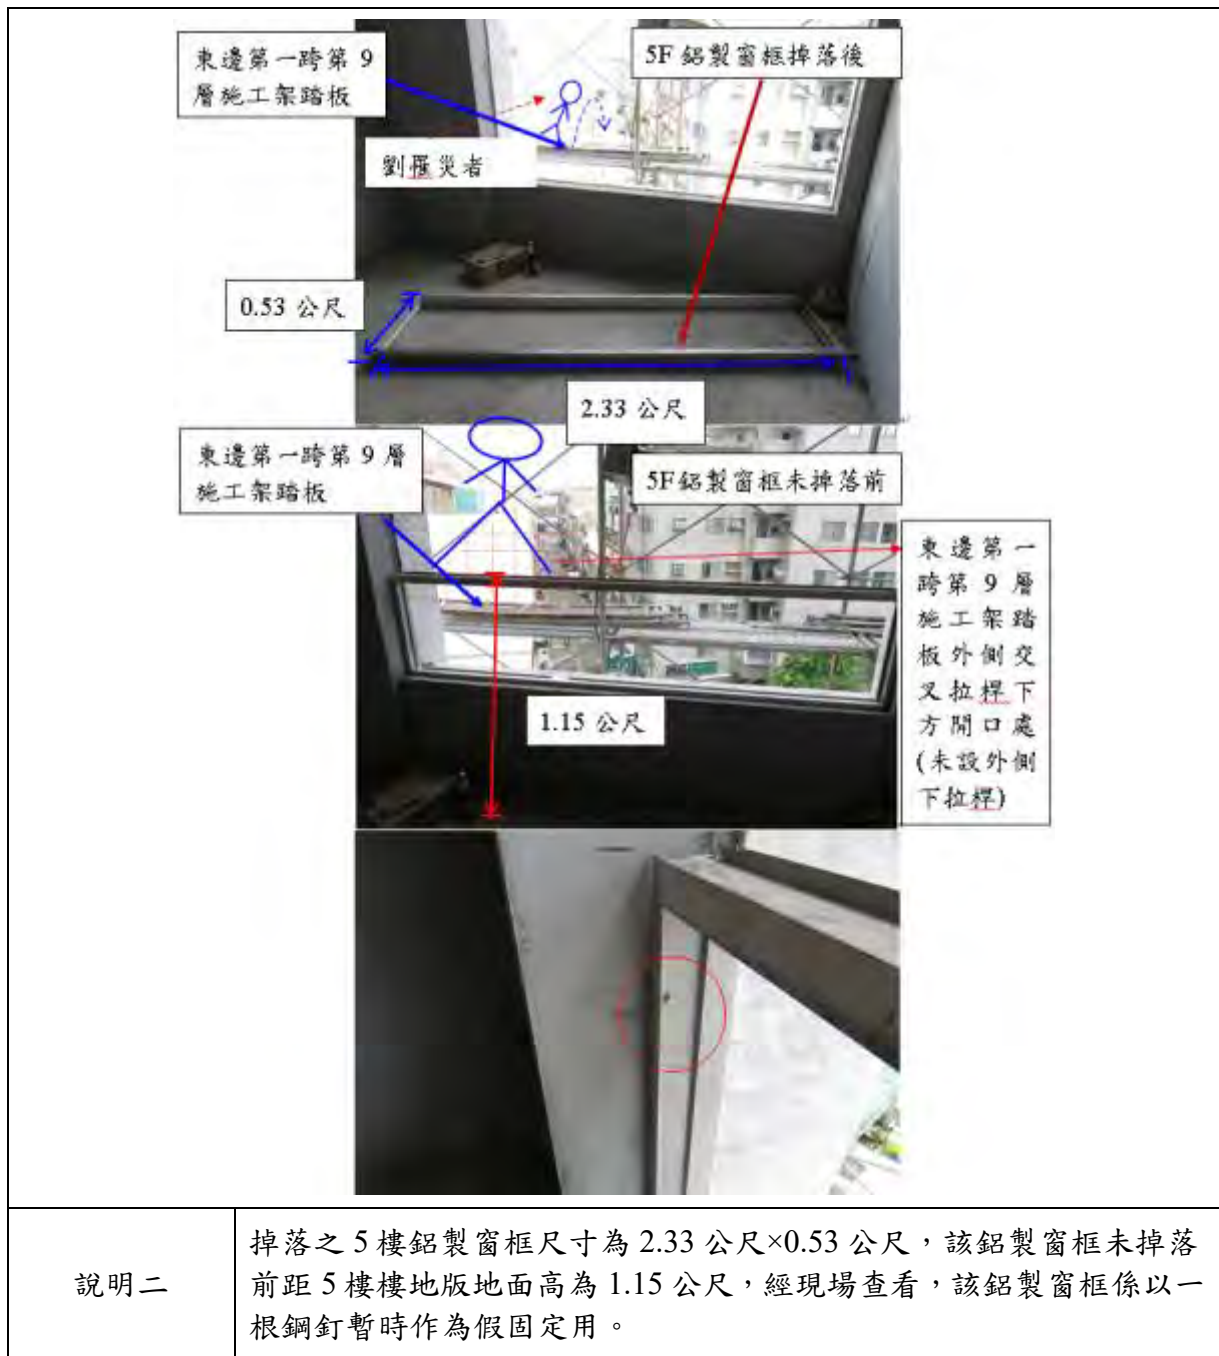 東邊第一跨第 9
層施工架踏板
5F 鋁製窗框掉落後
劉罹災者
0.53 公尺
2.33 公尺
東邊第一跨第 9 層
施工架踏板
5F 鋁製窗框未掉落前
東邊第一
跨第 9 層
施工架踏
板外側交
叉拉桿下
方開口處
(未設外側
下拉桿)
1.15 公尺
說明二
掉落之 5 樓鋁製窗框尺寸為 2.33 公尺×0.53 公尺，該鋁製窗框未掉落
前距 5 樓樓地版地面高為 1.15 公尺，經現場查看，該鋁製窗框係以一
根鋼釘暫時作為假固定用。